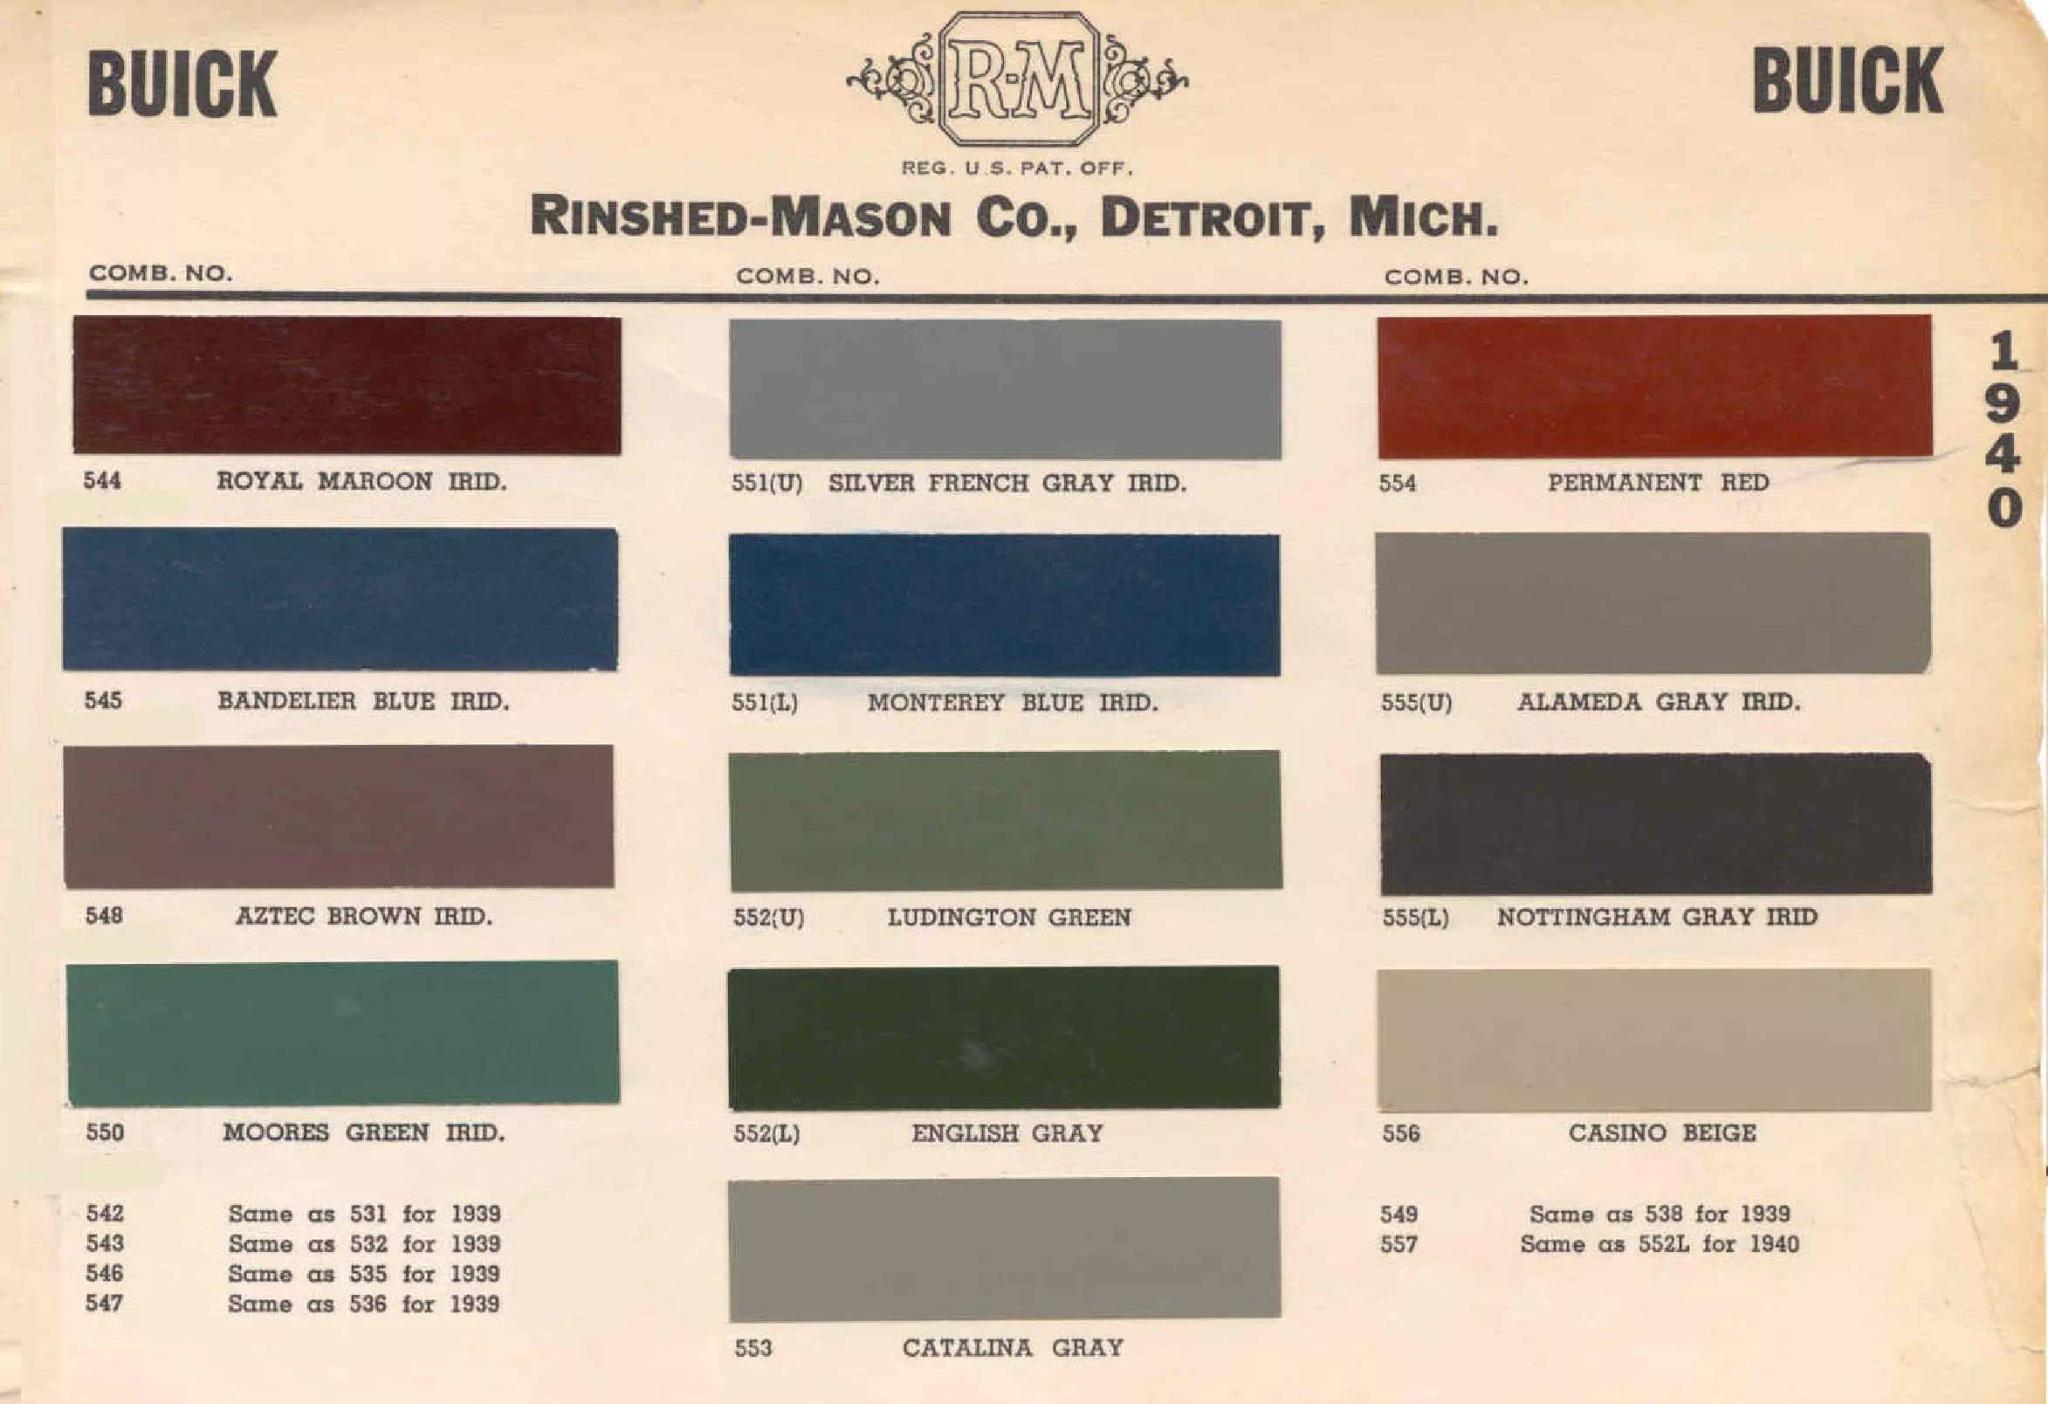 BUICK
R-M
BUICK
REG. U.S. PAT. OFF.
RINSHED-MASON CO., DETROIT, MICH.
COMB. NO. COMB. NO. COMB. NO.
1
9
4
0
544 ROYAL MAROON IRID.
551(U) SILVER FRENCH GRAY IRID.
554 PERMANENT RED
545 BANDELIER BLUE IRID.
551(L) MONTEREY BLUE IRID.
555(U) ALAMEDA GRAY IRID.
548 AZTEC BROWN IRID.
552(U) LUDINGTON GREEN
555(L) NOTTINGHAM GRAY IRID
550 MOORES GREEN IRID.
552(L) ENGLISH GRAY
556 CASINO BEIGE
542 Same as 531 for 1939
543 Same as 532 for 1939
546 Same as 535 for 1939
547 Same as 536 for 1939
553 CATALINA GRAY
549 Same as 538 for 1939
557 Same as 552L for 1940